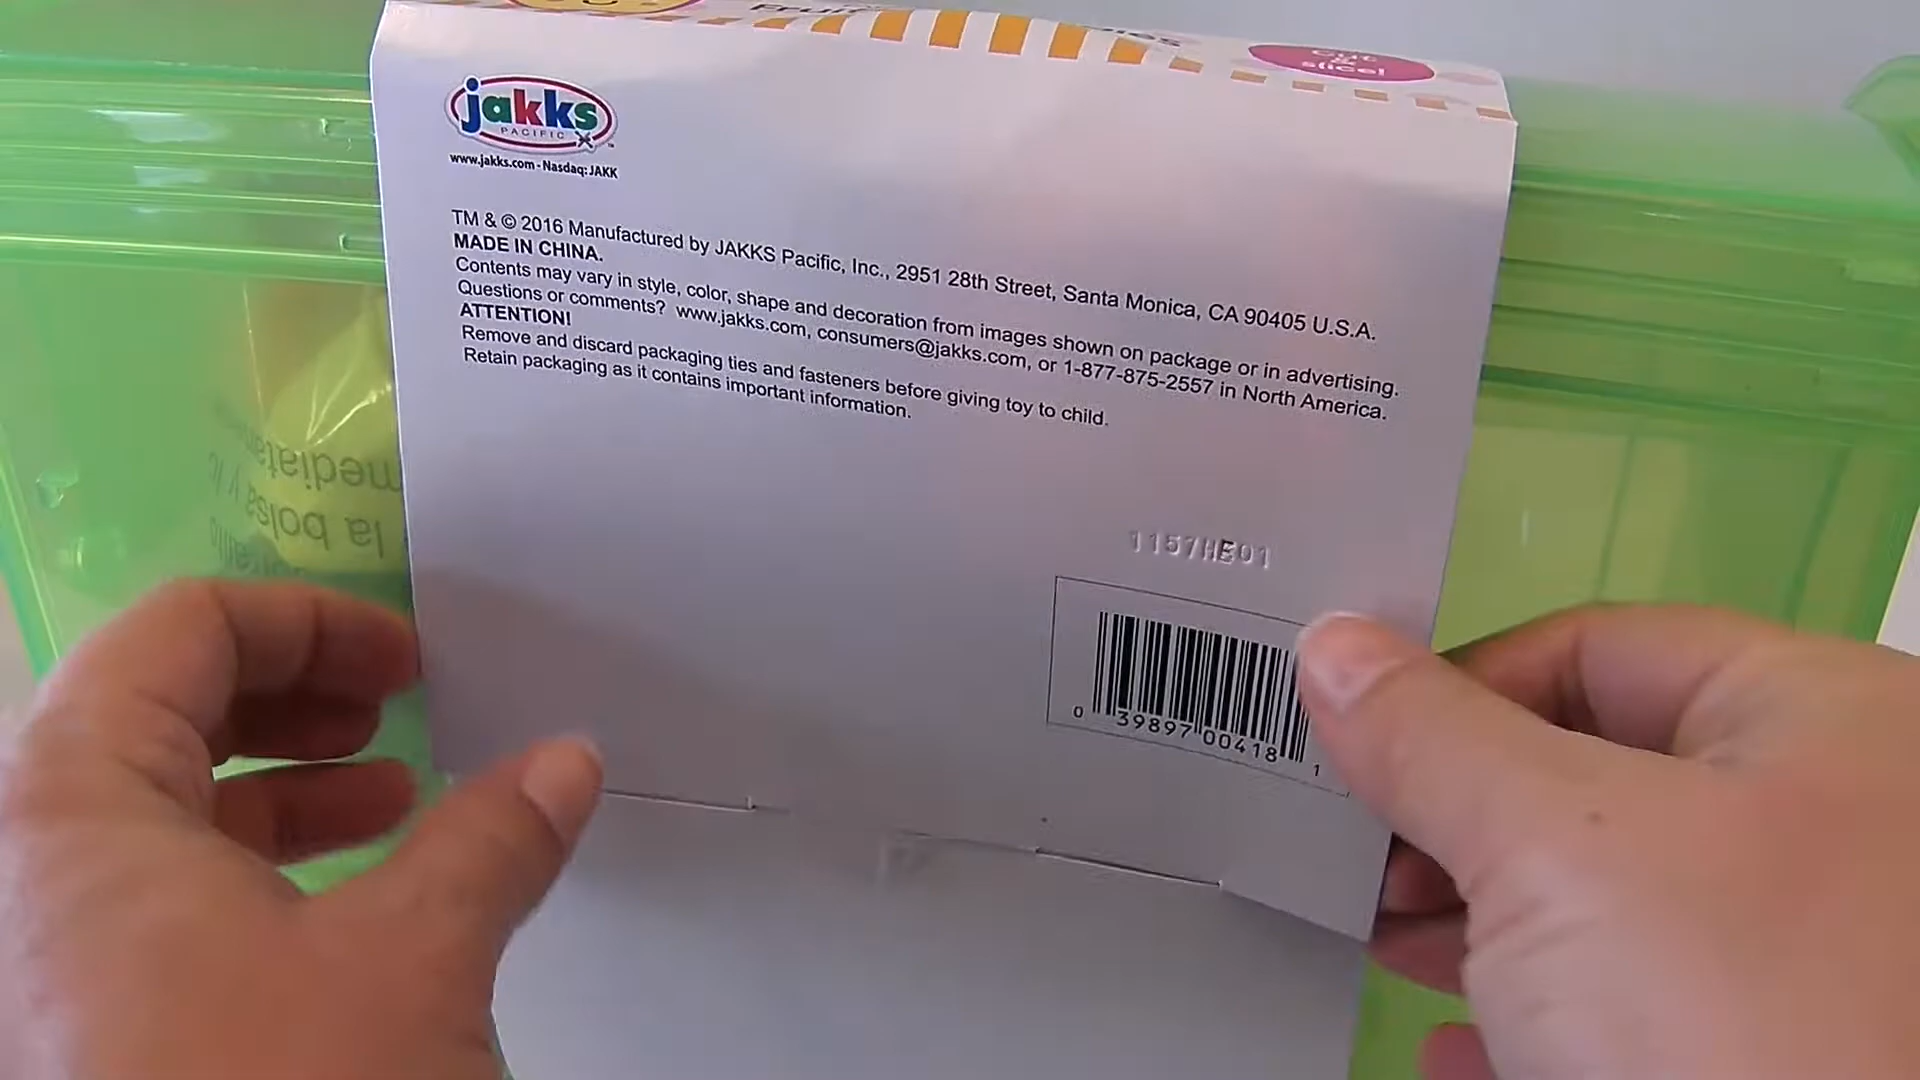 Cut
&
slice!
jakks
PACIFIC
™
www.jakks.com - Nasdaq: JAKK
TM & © 2016 Manufactured by JAKKS Pacific, Inc., 2951 28th Street, Santa Monica, CA 90405 U.S.A.
MADE IN CHINA.
Contents may vary in style, color, shape and decoration from images shown on package or in advertising.
Questions or comments? www.jakks.com, consumers@jakks.com, or 1-877-875-2557 in North America.
ATTENTION!
Remove and discard packaging ties and fasteners before giving toy to child.
Retain packaging as it contains important information.
la bolsa y
1157HE01
0 39897 00418 1